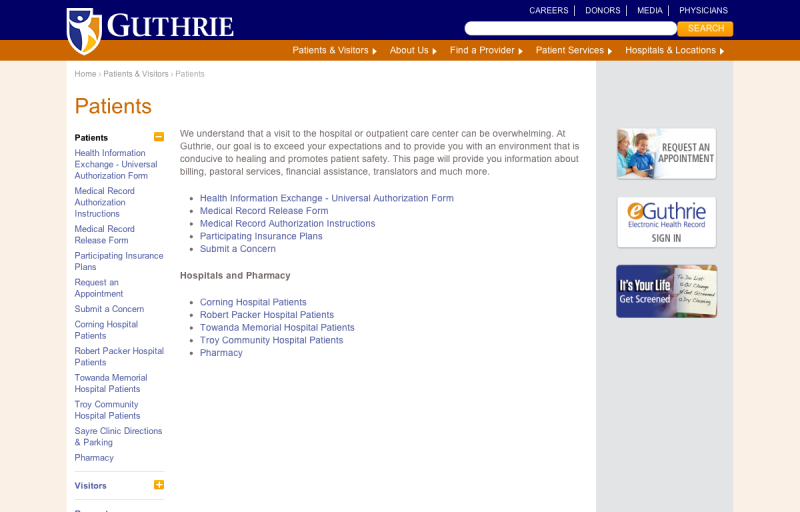 CAREERS DONORS MEDIA PHYSICIANS
GUTHRIE
SEARCH
Patients & Visitors About Us Find a Provider Patient Services Hospitals & Locations
Home › Patients & Visitors › Patients
Patients
Patients
Health Information
Exchange - Universal
Authorization Form
Medical Record
Authorization
Instructions
Medical Record
Release Form
Participating Insurance
Plans
Request an
Appointment
Submit a Concern
Corning Hospital
Patients
Robert Packer Hospital
Patients
Towanda Memorial
Hospital Patients
Troy Community
Hospital Patients
Sayre Clinic Directions
& Parking
Pharmacy
Visitors
We understand that a visit to the hospital or outpatient care center can be overwhelming. At
Guthrie, our goal is to exceed your expectations and to provide you with an environment that is
conducive to healing and promotes patient safety. This page will provide you information about
billing, pastoral services, financial assistance, translators and much more.
Health Information Exchange - Universal Authorization Form
Medical Record Release Form
Medical Record Authorization Instructions
Participating Insurance Plans
Submit a Concern
Hospitals and Pharmacy
Corning Hospital Patients
Robert Packer Hospital Patients
Towanda Memorial Hospital Patients
Troy Community Hospital Patients
Pharmacy
REQUEST AN
APPOINTMENT
eGuthrie
Electronic Health Record
SIGN IN
It's Your Life
Get Screened
To Do List:
Get Screened
Dry Cleaning